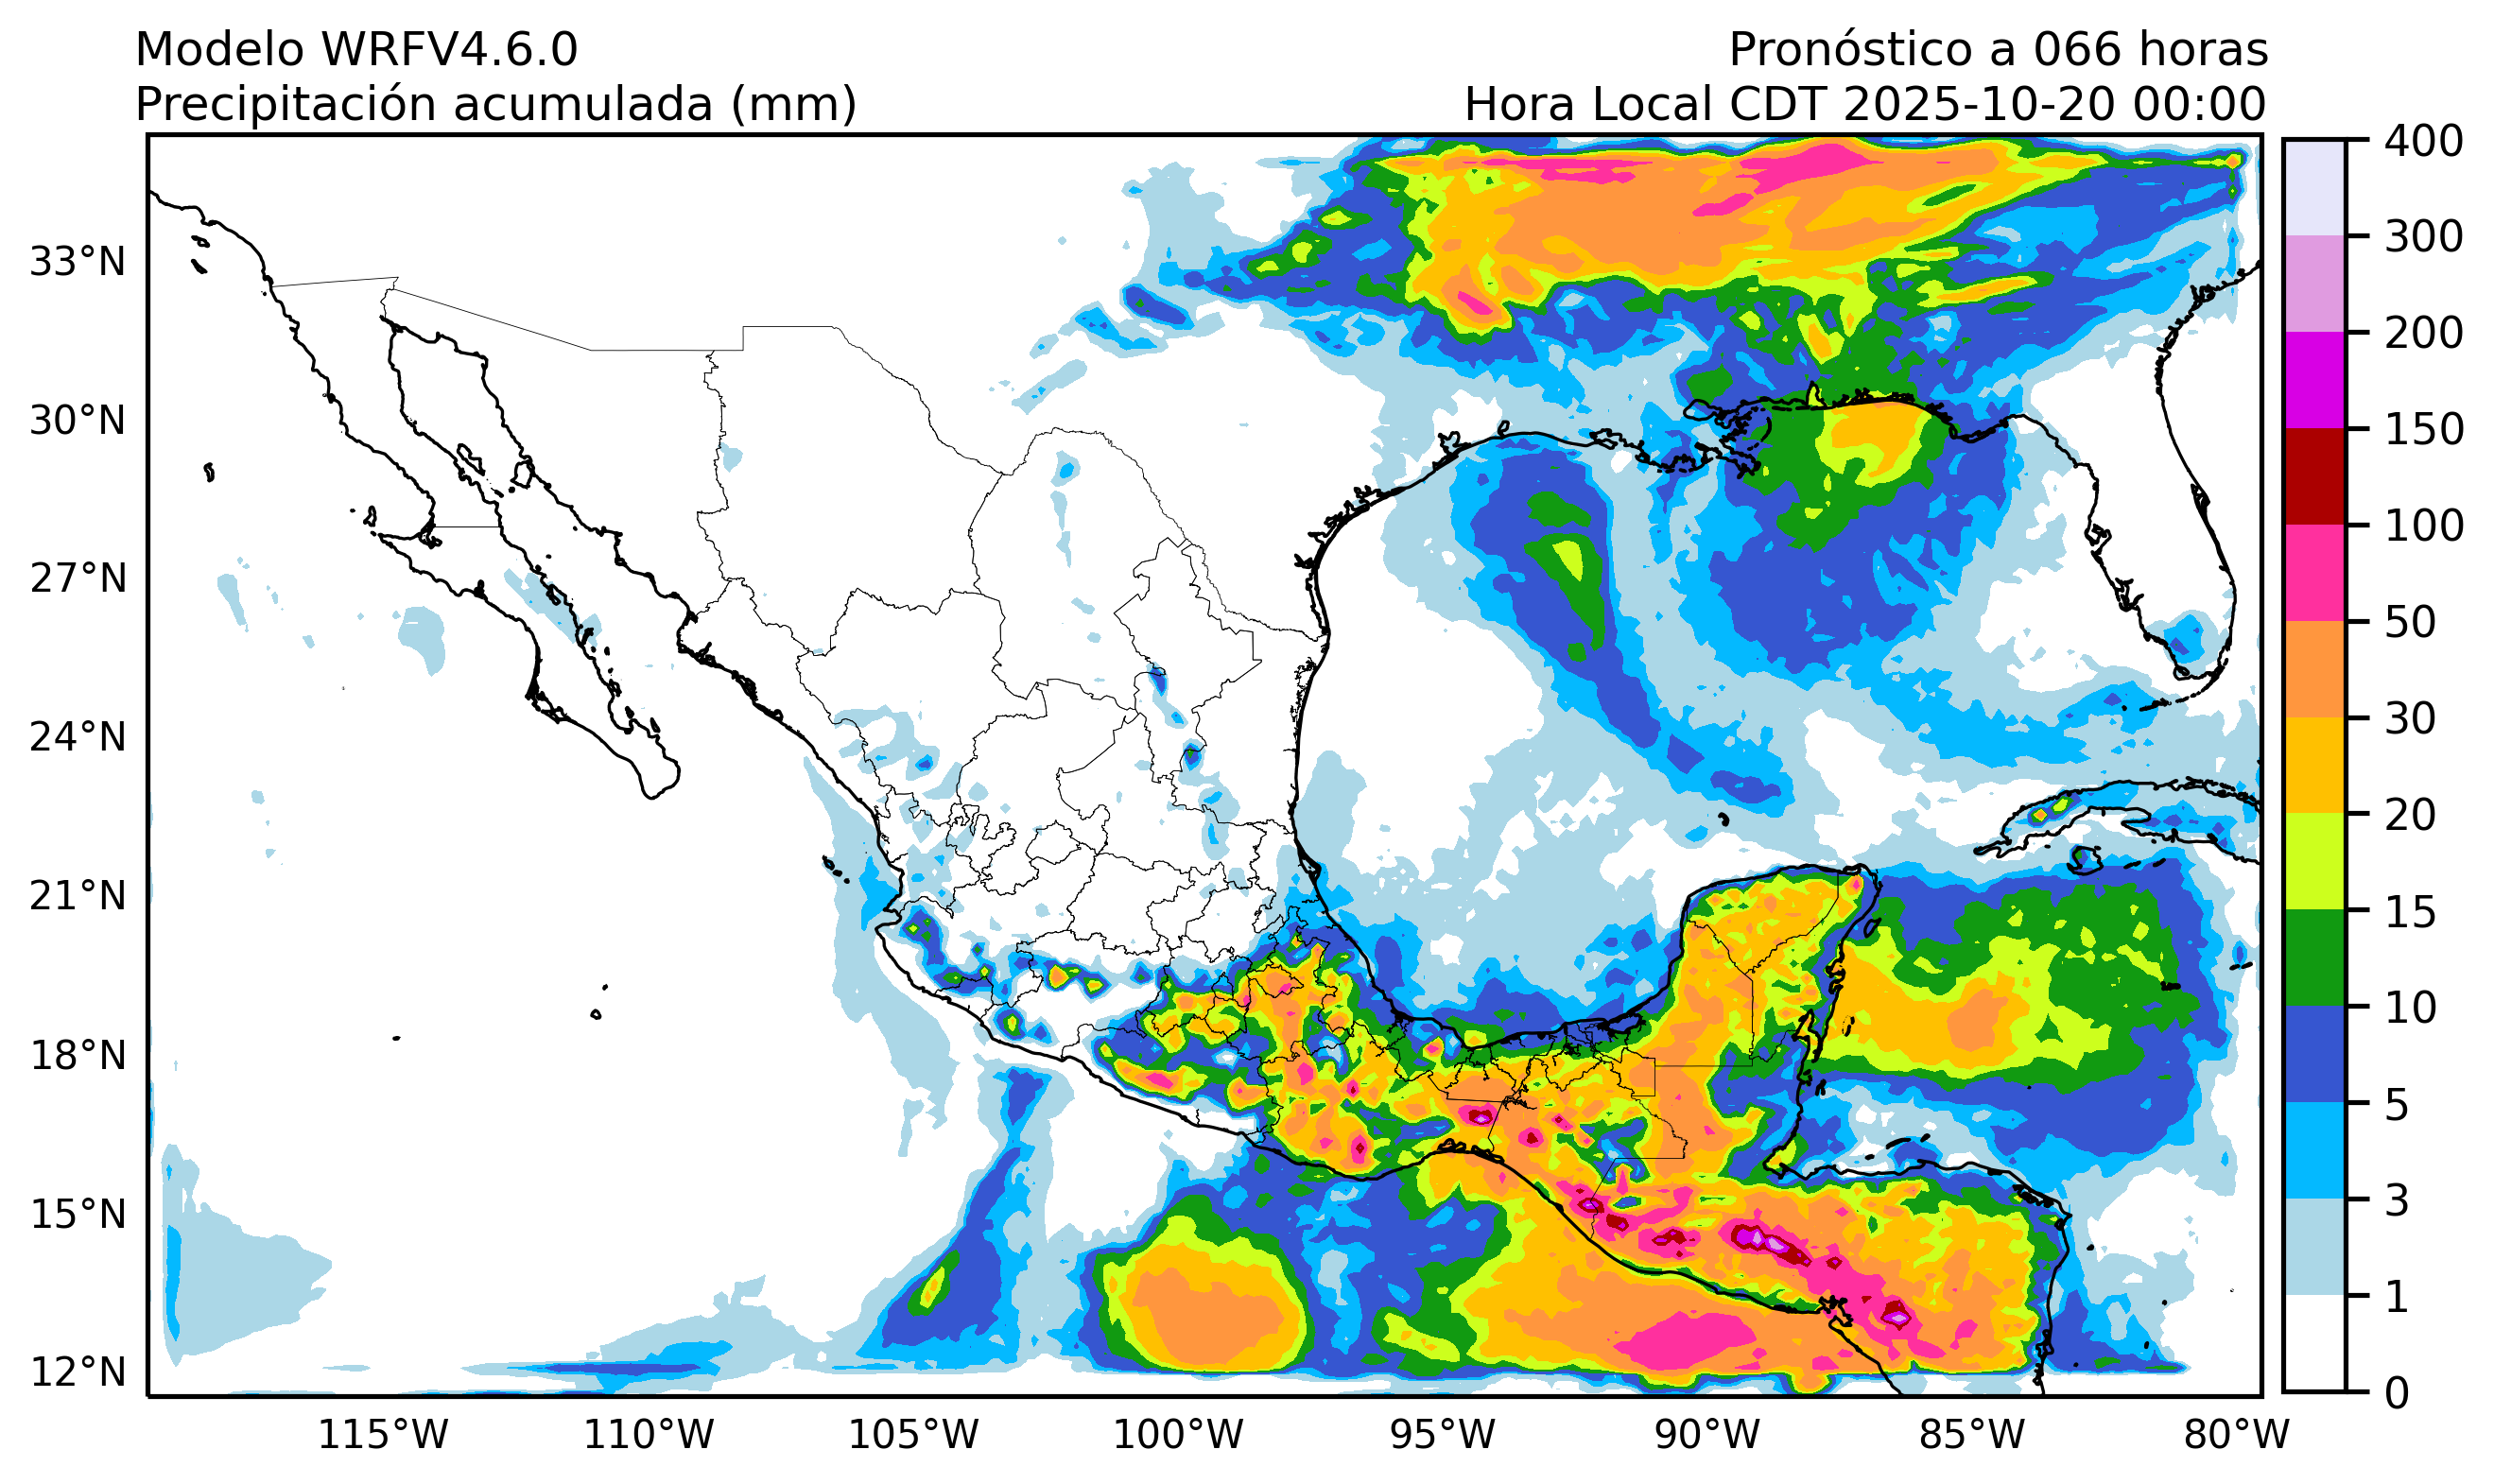 Modelo WRFV4.6.0
Pronóstico a 066 horas
Precipitación acumulada (mm)
Hora Local CDT 2025-10-20 00:00
33°N
30°N
27°N
24°N
21°N
18°N
15°N
12°N
115°W
110°W
105°W
100°W
95°W
90°W
85°W
80°W
400
300
200
150
100
50
30
20
15
10
5
3
1
0